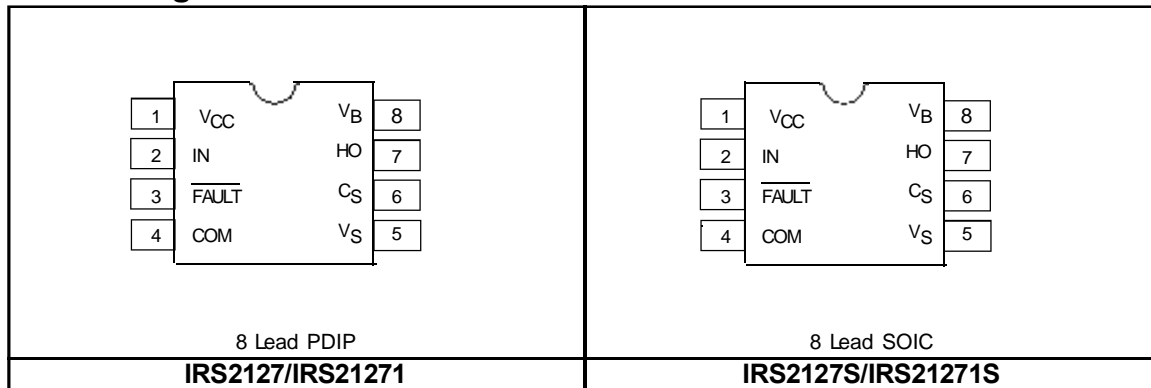 1 VCC VB 8
2 IN HO 7
3 FAULT CS 6
4 COM VS 5
8 Lead PDIP
IRS2127/IRS21271
1 VCC VB 8
2 IN HO 7
3 FAULT CS 6
4 COM VS 5
8 Lead SOIC
IRS2127S/IRS21271S